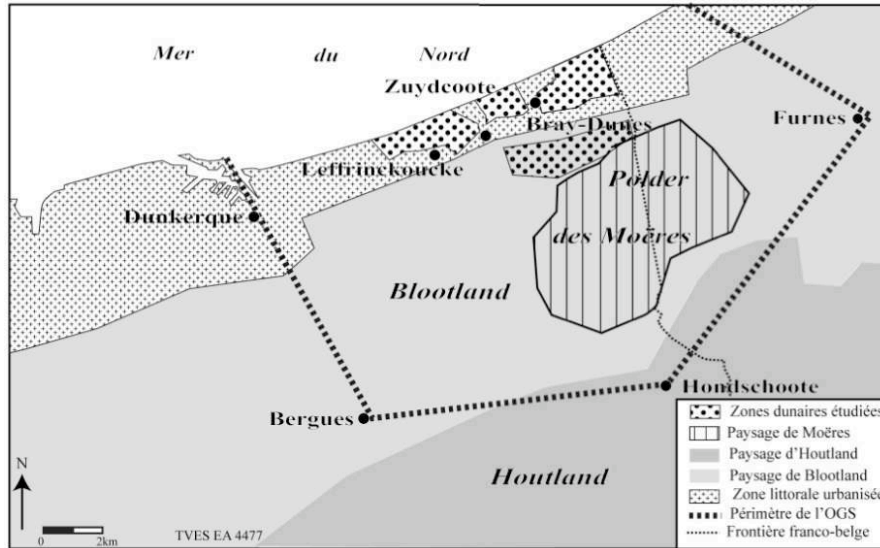 Mer du Nord
Zuydcoote
Bray-Dunes
Furnes
Leffrinckoucke
Polder
des Moëres
Dunkerque
Blootland
Hondschoote
Bergues
Houtland
Zones dunaires étudiées
Paysage de Moëres
Paysage d'Houtland
Paysage de Blootland
Zone littorale urbanisée
Périmètre de l'OGS
Frontière franco-belge
N
0 2km
TVES EA 4477